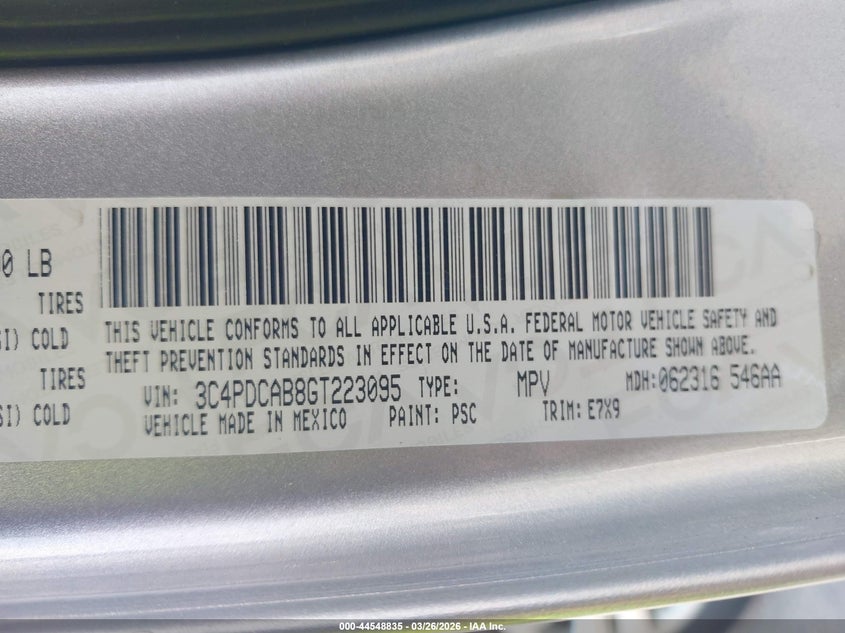 0 LB
TIRES
SI) COLD
TIRES
SI) COLD
THIS VEHICLE CONFORMS TO ALL APPLICABLE U.S.A. FEDERAL MOTOR VEHICLE SAFETY AND
THEFT PREVENTION STANDARDS IN EFFECT ON THE DATE OF MANUFACTURE SHOWN ABOVE.
VIN: 3C4PDCAB8GT223095 TYPE: MPV MDH:062316 546AA
VEHICLE MADE IN MEXICO PAINT: PSC TRIM: E7X9
000-44548835 - 03/26/2026 - IAA Inc.